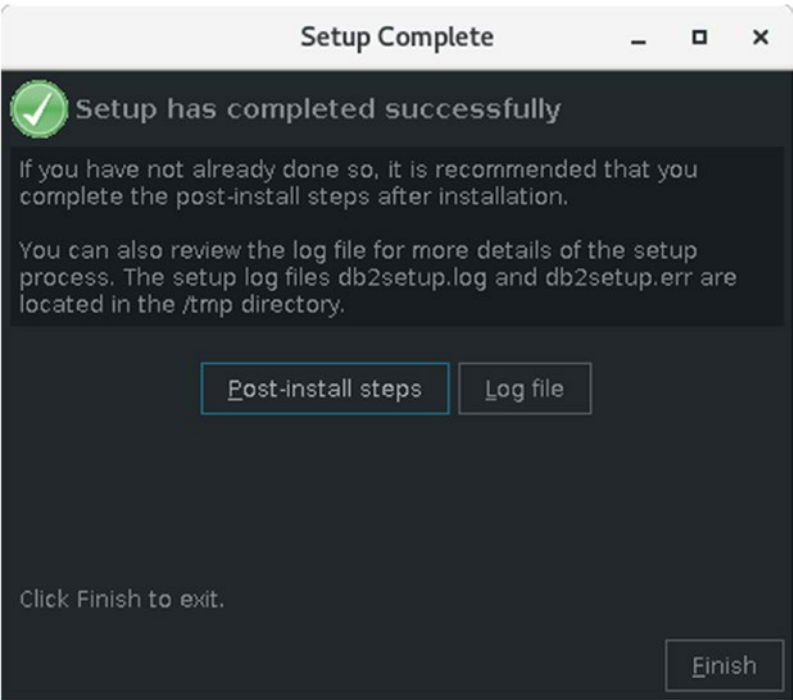 Setup Complete
Setup has completed successfully
If you have not already done so, it is recommended that you
complete the post-install steps after installation.
You can also review the log file for more details of the setup
process. The setup log files db2setup.log and db2setup.err are
located in the /tmp directory.
Post-install steps
Log file
Click Finish to exit.
Finish